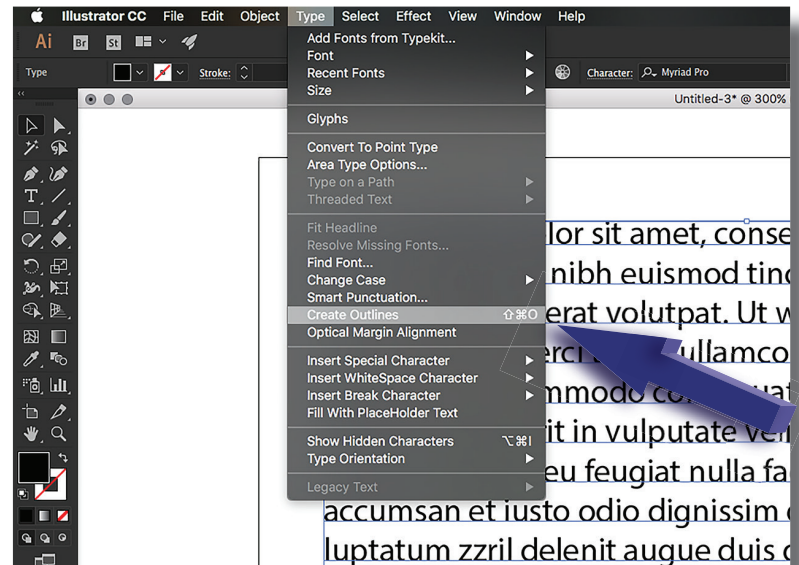 Illustrator CC File Edit Object Type Select Effect View Window Help
Ai Br St
Type Stroke: Character: Myriad Pro
Untitled-3* @ 300%
Add Fonts from Typekit...
Font
Recent Fonts
Size
Glyphs
Convert To Point Type
Area Type Options...
Type on a Path
Threaded Text
Fit Headline
Resolve Missing Fonts...
Find Font...
Change Case
Smart Punctuation...
Create Outlines ⇧⌘O
Optical Margin Alignment
Insert Special Character
Insert WhiteSpace Character
Insert Break Character
Fill With PlaceHolder Text
Show Hidden Characters ⌥⌘I
Type Orientation
Legacy Text
lor sit amet, conse
nibh euismod tinc
erat volutpat. Ut w
erci ullamco
mmodo
it in vulputate
eu feugiat nulla fa
accumsan et iusto odio dignissim
luptatum zzril delenit augue duis